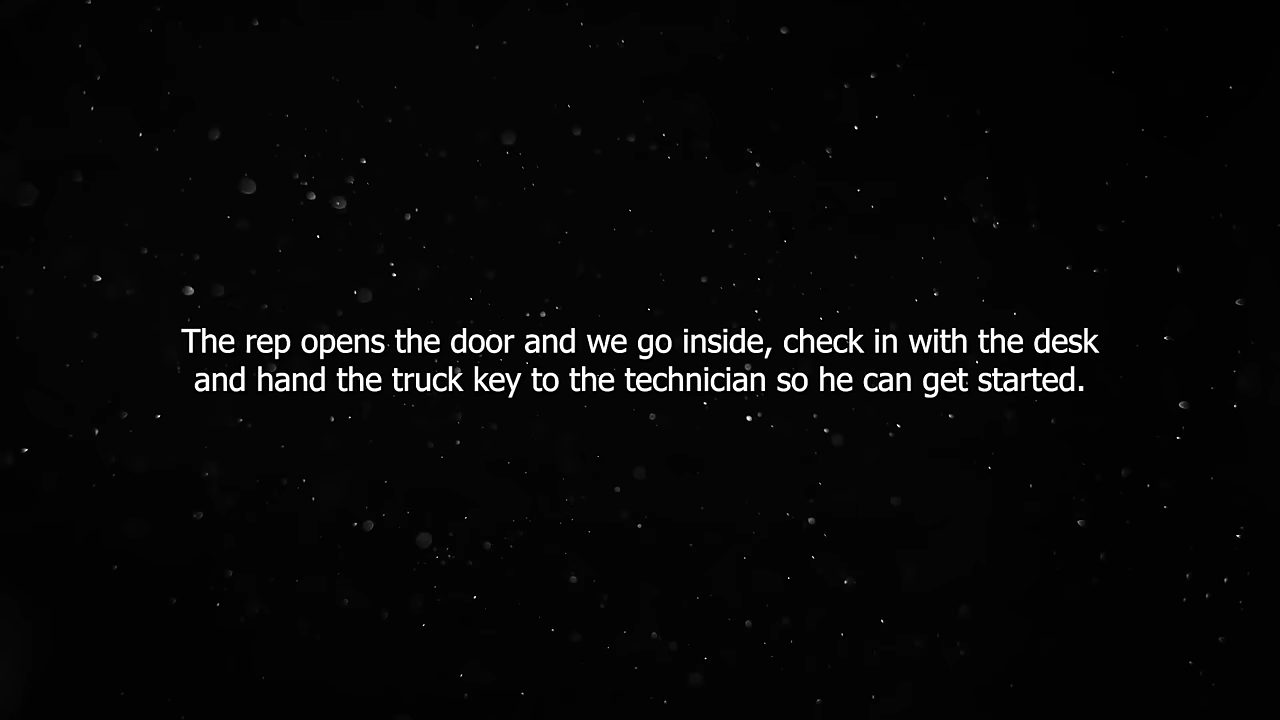 The rep opens the door and we go inside, check in with the desk
and hand the truck key to the technician so he can get started.